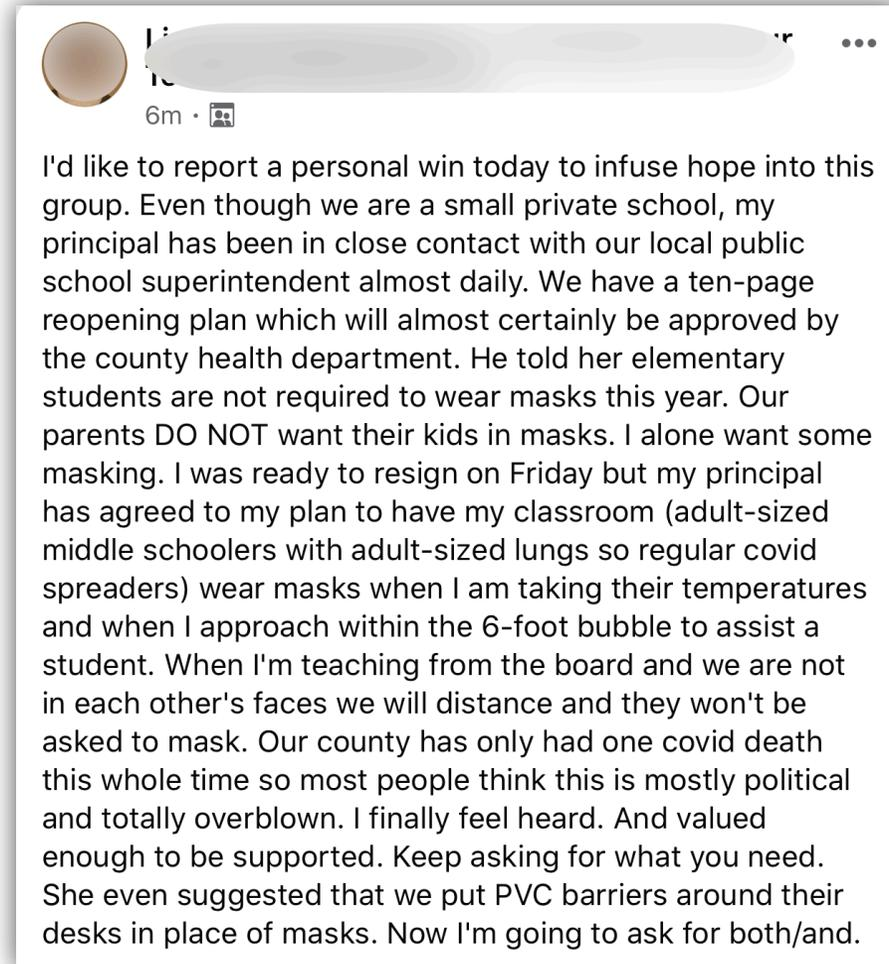 6m ·
I'd like to report a personal win today to infuse hope into this
group. Even though we are a small private school, my
principal has been in close contact with our local public
school superintendent almost daily. We have a ten-page
reopening plan which will almost certainly be approved by
the county health department. He told her elementary
students are not required to wear masks this year. Our
parents DO NOT want their kids in masks. I alone want some
masking. I was ready to resign on Friday but my principal
has agreed to my plan to have my classroom (adult-sized
middle schoolers with adult-sized lungs so regular covid
spreaders) wear masks when I am taking their temperatures
and when I approach within the 6-foot bubble to assist a
student. When I'm teaching from the board and we are not
in each other's faces we will distance and they won't be
asked to mask. Our county has only had one covid death
this whole time so most people think this is mostly political
and totally overblown. I finally feel heard. And valued
enough to be supported. Keep asking for what you need.
She even suggested that we put PVC barriers around their
desks in place of masks. Now I'm going to ask for both/and.